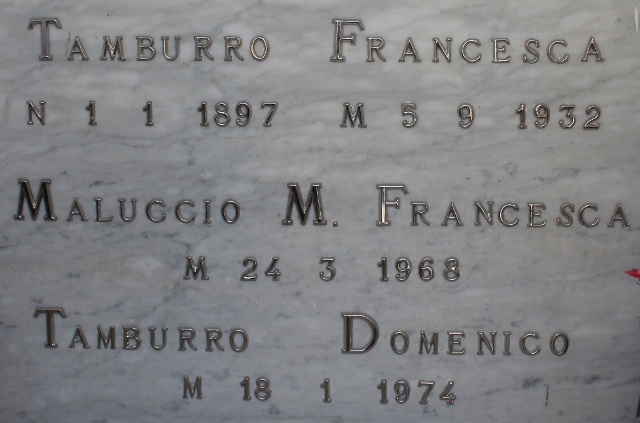 TAMBURRO FRANCESCA
N 1 1 1897 M 5 9 1932
MALUCCIO M. FRANCESCA
M 24 3 1968
TAMBURRO DOMENICO
M 18 1 1974